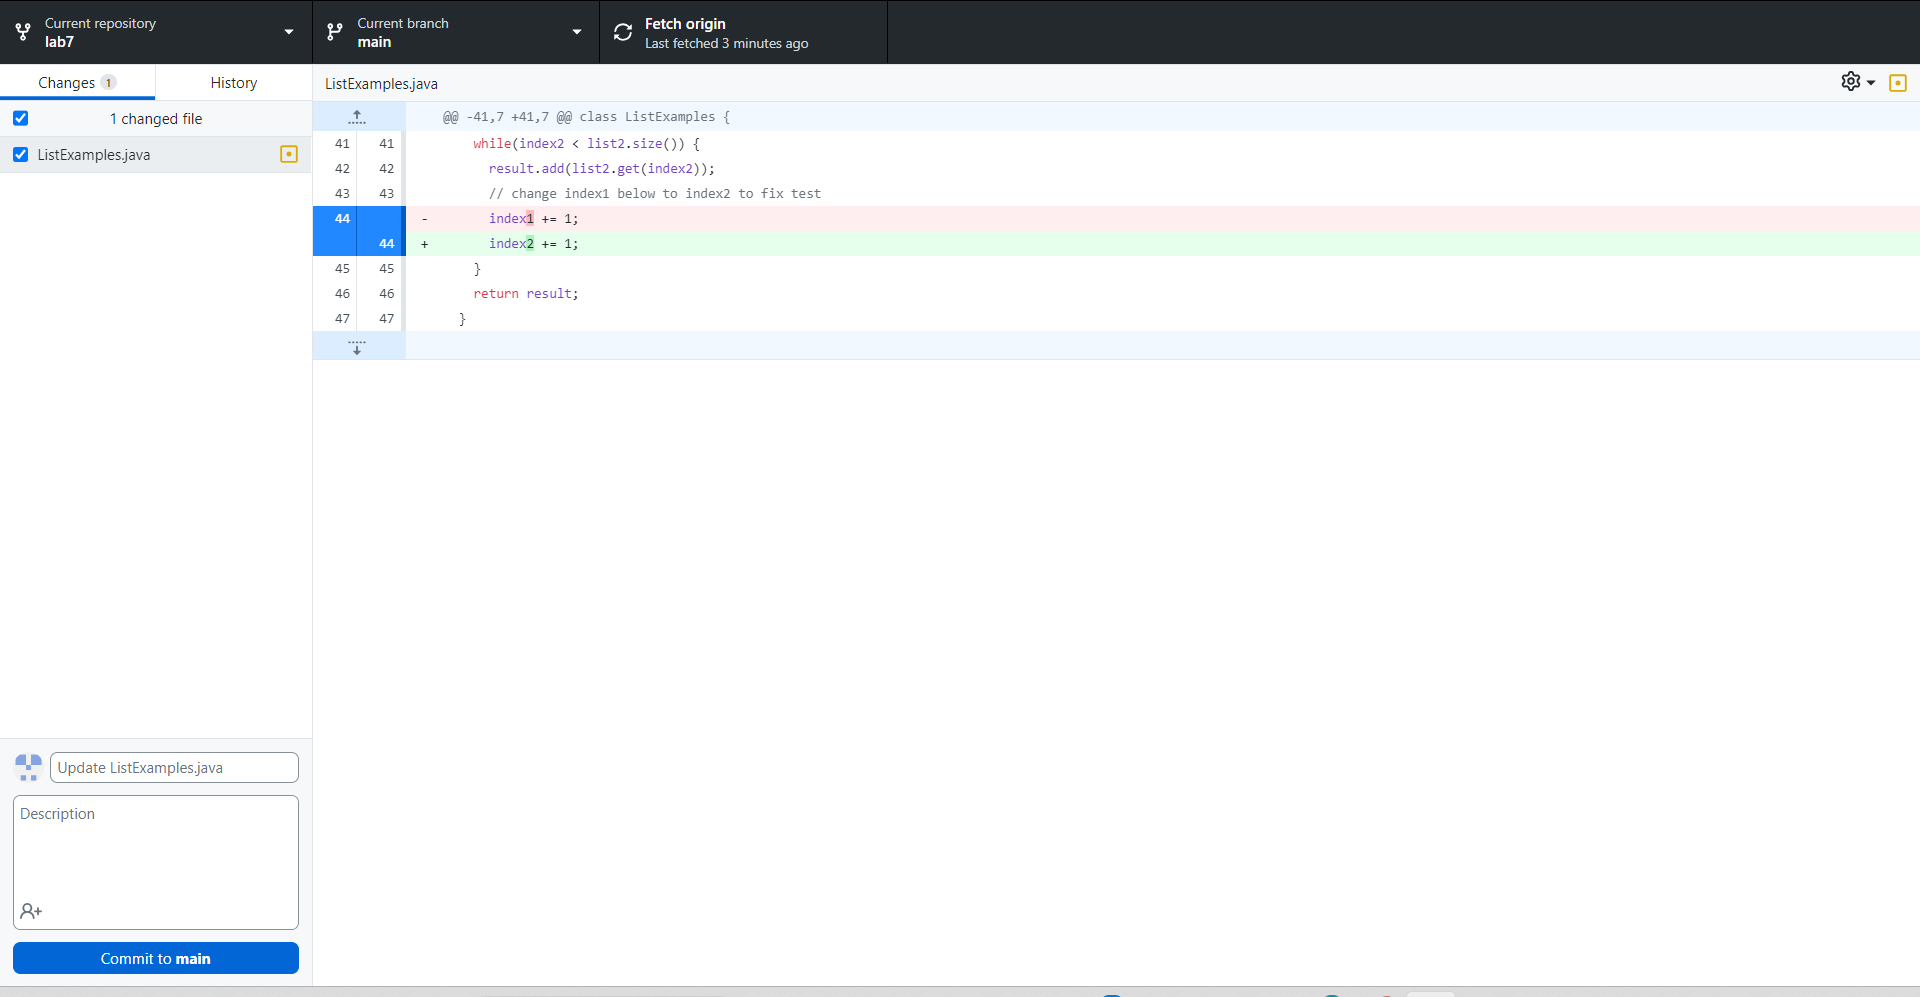 Current repository
lab7
Current branch
main
Fetch origin
Last fetched 3 minutes ago
Changes 1
History
ListExamples.java
1 changed file
ListExamples.java
@@ -41,7 +41,7 @@ class ListExamples {
41 41 while(index2 < list2.size()) {
42 42 result.add(list2.get(index2));
43 43 // change index1 below to index2 to fix test
44 - index1 += 1;
44 + index2 += 1;
45 45 }
46 46 return result;
47 47 }
Update ListExamples.java
Description
Commit to main